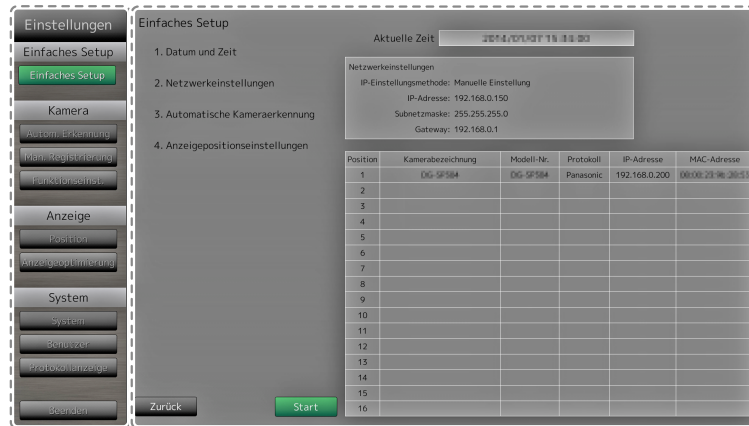 Einstellungen
Einfaches Setup
Einfaches Setup
Kamera
Autom. Erkennung
Man. Registrierung
Funktionseinst.
Anzeige
Position
Anzeigeoptimierung
System
System
Benutzer
Protokollanzeige
Beenden
Einfaches Setup
1. Datum und Zeit
2. Netzwerkeinstellungen
3. Automatische Kameraerkennung
4. Anzeigepositionseinstellungen
Zurück
Start
Aktuelle Zeit
Netzwerkeinstellungen
IP-Einstellungsmethode: Manuelle Einstellung
IP-Adresse: 192.168.0.150
Subnetzmaske: 255.255.255.0
Gateway: 192.168.0.1
Position Kamerabezeichnung Modell-Nr. Protokoll IP-Adresse MAC-Adresse
1 DG-SF584 DG-SF584 Panasonic 192.168.0.200
2
3
4
5
6
7
8
9
10
11
12
13
14
15
16